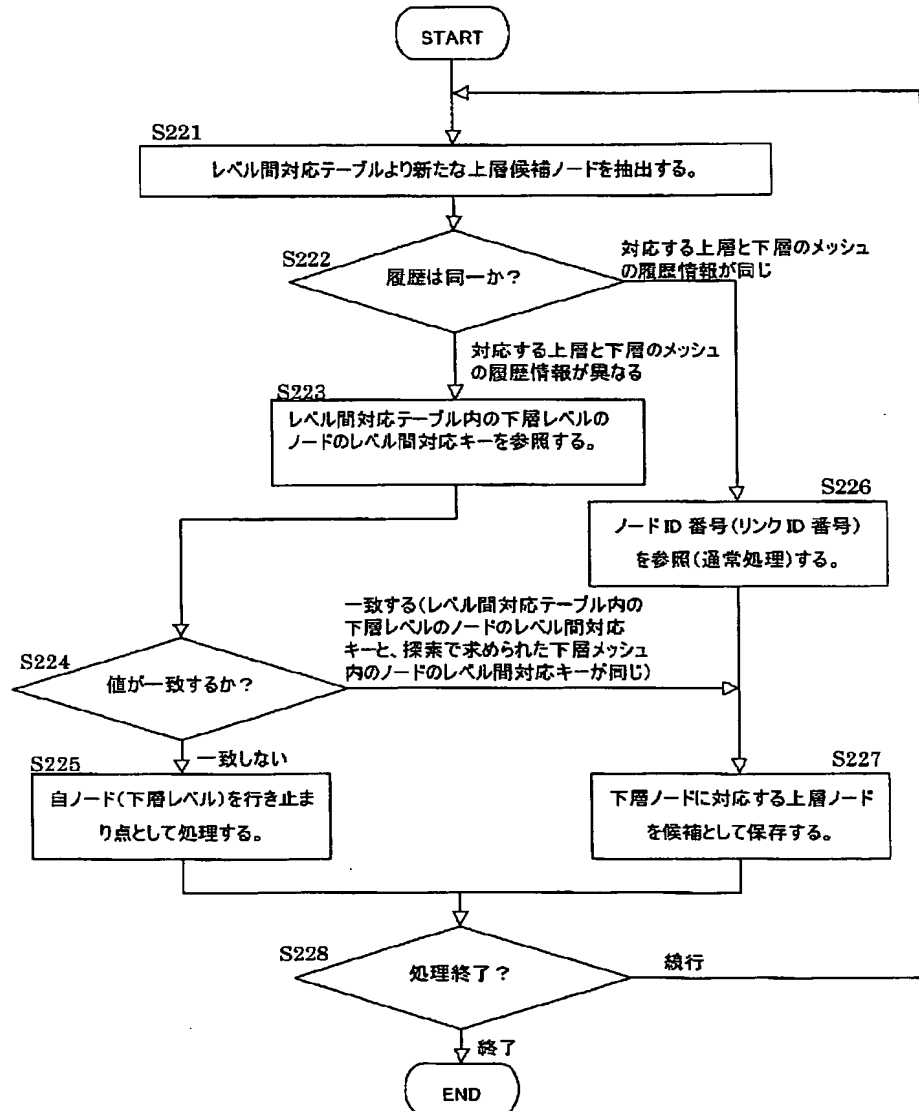 START
S221
レベル間対応テーブルより新たな上層候補ノードを抽出する。
S222
履歴は同一か?
対応する上層と下層のメッシュ
の履歴情報が同じ
対応する上層と下層のメッシュ
の履歴情報が異なる
S223
レベル間対応テーブル内の下層レベルの
ノードのレベル間対応キーを参照する。
S226
ノード ID 番号(リンク ID 番号)
を参照(通常処理)する。
一致する(レベル間対応テーブル内の
下層レベルのノードのレベル間対応
キーと、探索で求められた下層メッシュ
内のノードのレベル間対応キーが同じ)
S224
値が一致するか?
一致しない
S225
自ノード(下層レベル)を行き止ま
り点として処理する。
S227
下層ノードに対応する上層ノード
を候補として保存する。
S228
処理終了?
続行
終了
END